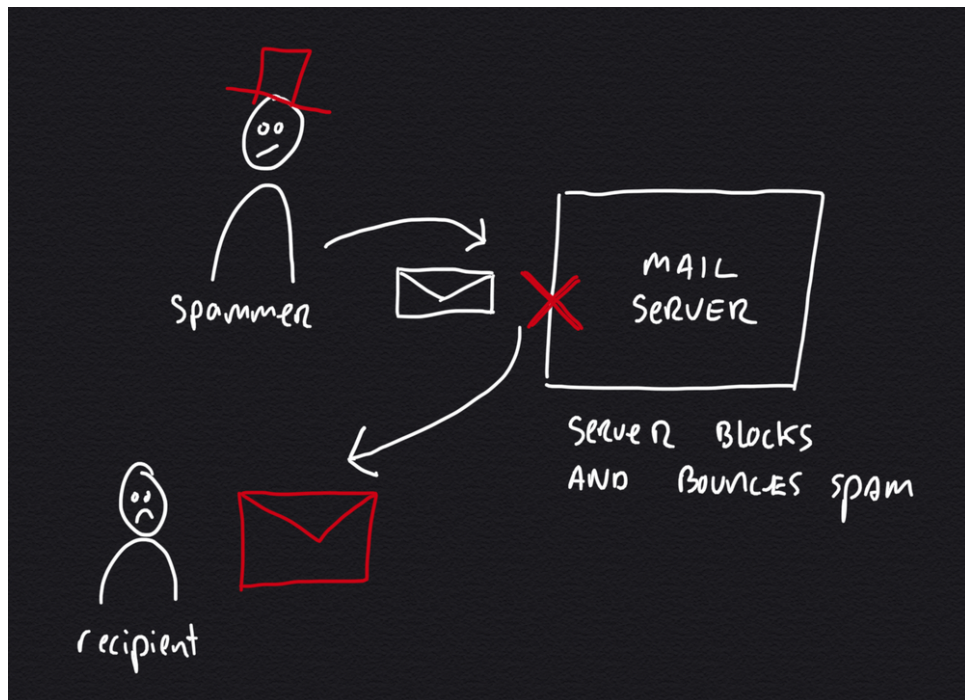 spammer
MAIL
SERVER
SERVER BLOCKS
AND BOUNCES SPAM
recipient